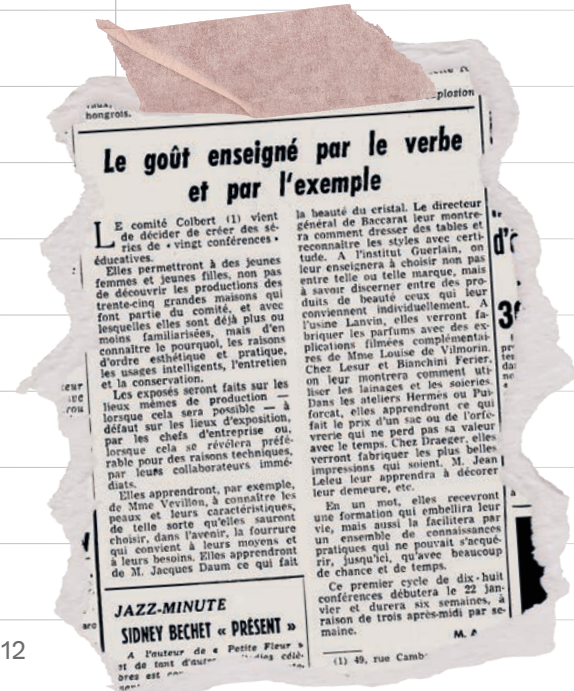 plosion
hongrois.
Le goût enseigné par le verbe
et par l'exemple
LE comité Colbert (1) vient
de décider de créer des sé-
ries de « vingt conférences »
éducatives.
Elles permettront à des jeunes
femmes et jeunes filles, non pas
de découvrir les productions des
trente-cinq grandes maisons qui
font partie du comité, et avec
lesquelles elles sont déjà plus ou
moins familiarisées, mais d'en
connaître le pourquoi, les raisons
d'ordre esthétique et pratique,
les usages intelligents, l'entretien
et la conservation.
Les exposés seront faits sur les
lieux mêmes de production —
lorsque cela sera possible — à
défaut sur les lieux d'exposition,
par les chefs d'entreprise ou,
lorsque cela se révélera préfé-
rable pour des raisons techniques,
par leurs collaborateurs immé-
diats.
Elles apprendront, par exemple,
de Mme Vevillon, à connaître les
peaux et leurs caractéristiques,
de telle sorte qu'elles sauront
choisir, dans l'avenir, la fourrure
qui convient à leurs moyens et
à leurs besoins. Elles apprendront
de M. Jacques Daum ce qui fait
la beauté du cristal. Le directeur
général de Baccarat leur montre-
ra comment dresser des tables et
reconnaître les styles avec certi-
tude. A l'institut Guerlain, on
leur enseignera à choisir non pas
entre telle ou telle marque, mais
à savoir discerner entre des pro-
duits de beauté ceux qui leur
conviennent individuellement. A
l'usine Lanvin, elles verront fa-
briquer les parfums avec des ex-
plications filmées complémentai-
res de Mme Louise de Vilmorin.
Chez Lesur et Bianchini Ferier,
on leur montrera comment uti-
liser les lainages et les soieries.
Dans les ateliers Hermès ou Pui-
forcat, elles apprendront ce qui
fait le prix d'un sac ou de l'orfè-
vrerie qui ne perd pas sa valeur
avec le temps. Chez Draeger, elles
verront fabriquer les plus belles
impressions qui soient. M. Jean
Leleu leur apprendra à décorer
leur demeure, etc.
En un mot, elles recevront
une formation qui embellira leur
vie, mais aussi la facilitera par
un ensemble de connaissances
pratiques qui ne pouvait s'acqué-
rir, jusqu'ici, qu'avec beaucoup
de chance et de temps.
Ce premier cycle de dix-huit
conférences débutera le 22 jan-
vier et durera six semaines, à
raison de trois après-midi par se-
maine.
M. A
(1) 49, rue Camb
JAZZ-MINUTE
SIDNEY BECHET « PRÉSENT »
A l'auteur de « Petite Fleur »
et de tant d'autr
bres est
12